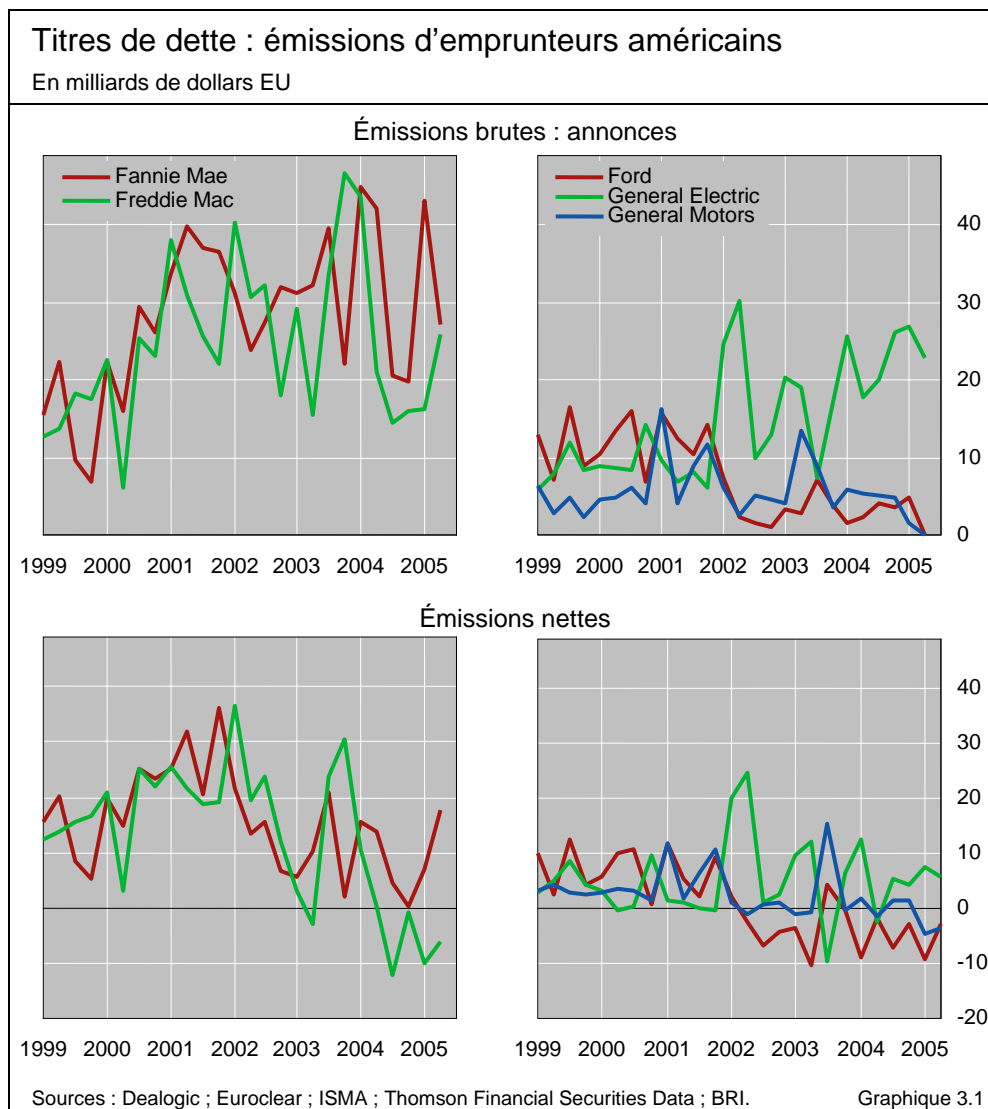 Titres de dette : émissions d'emprunteurs américains
En milliards de dollars EU
Émissions brutes : annonces
Fannie Mae
Freddie Mac
Ford
General Electric
General Motors
40
30
20
10
0
1999 2000 2001 2002 2003 2004 2005
1999 2000 2001 2002 2003 2004 2005
Émissions nettes
40
30
20
10
0
-10
-20
1999 2000 2001 2002 2003 2004 2005
1999 2000 2001 2002 2003 2004 2005
Sources : Dealogic ; Euroclear ; ISMA ; Thomson Financial Securities Data ; BRI. Graphique 3.1